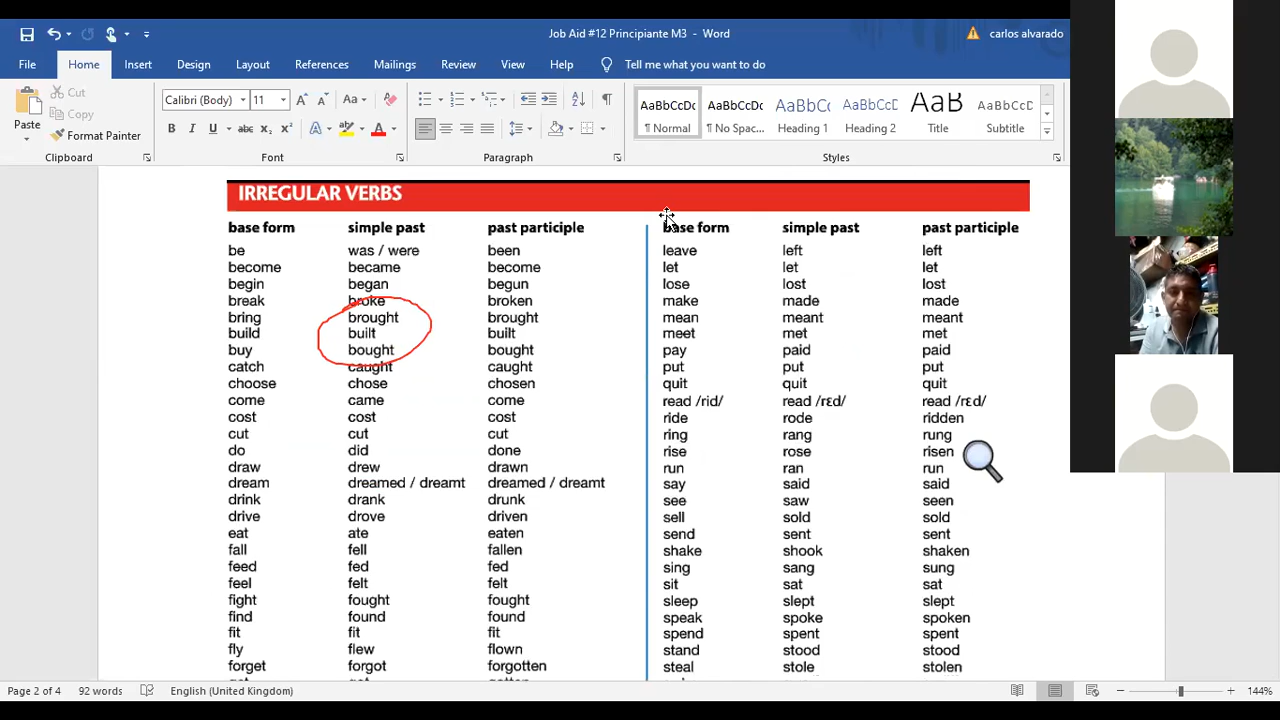 Job Aid #12 Principiante M3 - Word
carlos alvarado
File Home Insert Design Layout References Mailings Review View Help Tell me what you want to do
Paste
Cut
Copy
Format Painter
Clipboard
Calibri (Body) 11
Font
Paragraph
AaBbCcDc AaBbCcDc AaBbCc AaBbCcD AaB AaBbCcD
¶ Normal ¶ No Spac... Heading 1 Heading 2 Title Subtitle
Styles
IRREGULAR VERBS
base form simple past past participle base form simple past past participle
be was / were been leave left left
become became become let let let
begin began begun lose lost lost
break broke broken make made made
bring brought brought mean meant meant
build built built meet met met
buy bought bought pay paid paid
catch caught caught put put put
choose chose chosen quit quit quit
come came come read /rid/ read /rɛd/ read /rɛd/
cost cost cost ride rode ridden
cut cut cut ring rang rung
do did done rise rose risen
draw drew drawn run ran run
dream dreamed / dreamt dreamed / dreamt say said said
drink drank drunk see saw seen
drive drove driven sell sold sold
eat ate eaten send sent sent
fall fell fallen shake shook shaken
feed fed fed sing sang sung
feel felt felt sit sat sat
fight fought fought sleep slept slept
find found found speak spoke spoken
fit fit fit spend spent spent
fly flew flown stand stood stood
forget forgot forgotten steal stole stolen
Page 2 of 4 92 words English (United Kingdom) 144%